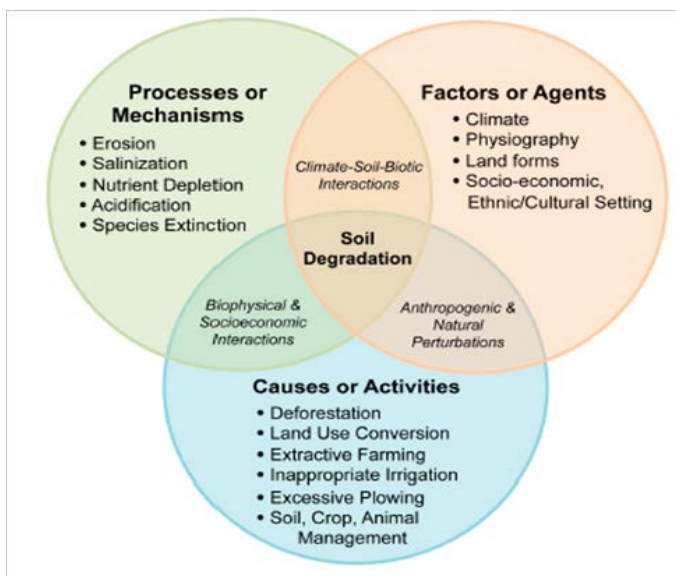 Processes or
Mechanisms
• Erosion
• Salinization
• Nutrient Depletion
• Acidification
• Species Extinction
Factors or Agents
• Climate
• Physiography
• Land forms
• Socio-economic,
Ethnic/Cultural Setting
Climate-Soil-Biotic
Interactions
Soil
Degradation
Biophysical &
Socioeconomic
Interactions
Anthropogenic &
Natural
Perturbations
Causes or Activities
• Deforestation
• Land Use Conversion
• Extractive Farming
• Inappropriate Irrigation
• Excessive Plowing
• Soil, Crop, Animal
Management